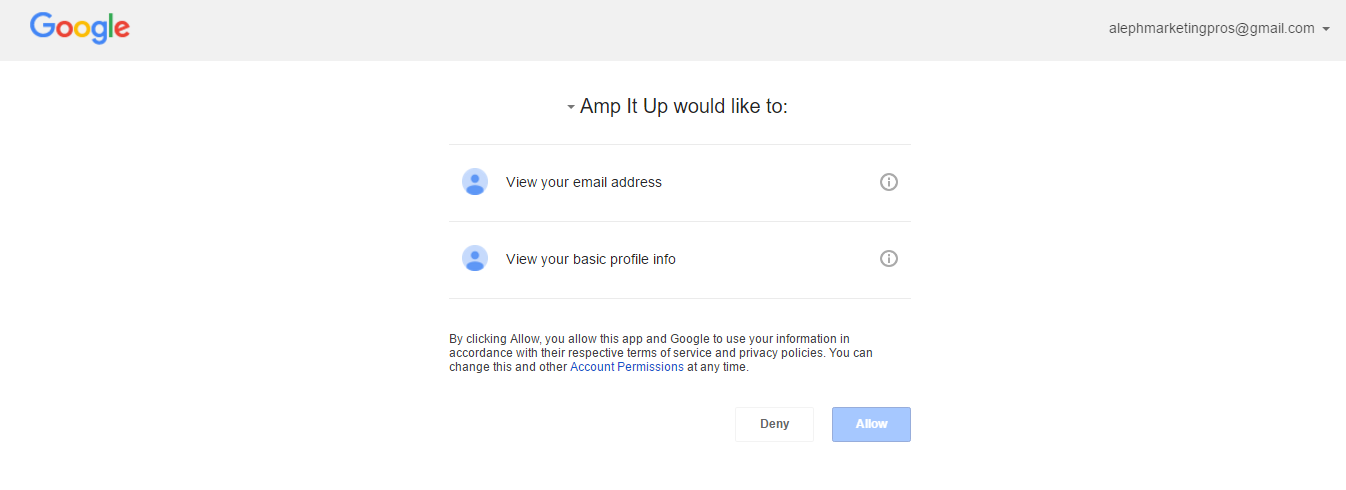 Google
alephmarketingpros@gmail.com
Amp It Up would like to:
View your email address
View your basic profile info
By clicking Allow, you allow this app and Google to use your information in
accordance with their respective terms of service and privacy policies. You can
change this and other Account Permissions at any time.
Deny
Allow